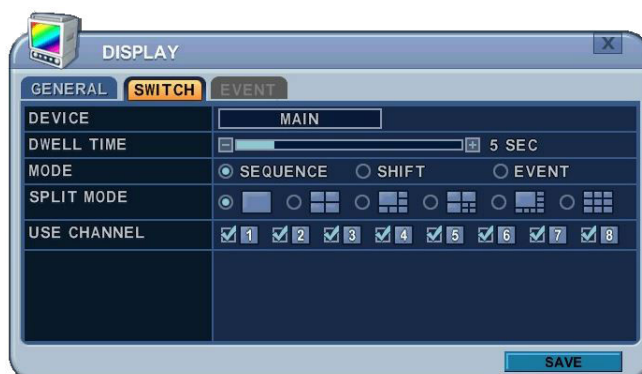 DISPLAY
X
GENERAL SWITCH EVENT
DEVICE MAIN
DWELL TIME 5 SEC
MODE SEQUENCE SHIFT EVENT
SPLIT MODE
USE CHANNEL 1 2 3 4 5 6 7 8
SAVE